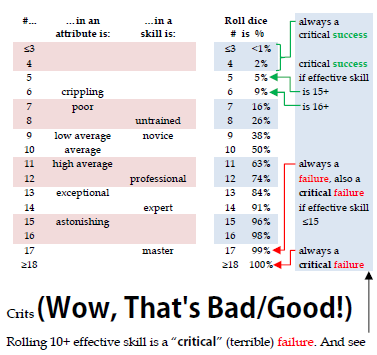 #... ...in an ...in a Roll dice always a
attribute is: skill is: # is % critical success
≤3 ≤3 <1%
4 4 2% critical success
5 5 5% if effective skill
6 crippling 6 9% is 15+
7 poor 7 16% is 16+
8 untrained 8 26%
9 low average novice 9 38%
10 average 10 50%
11 high average 11 63% always a
12 professional 12 74% failure, also a
13 exceptional 13 84% critical failure
14 expert 14 91% if effective skill
15 astonishing 15 96% ≤15
16 16 98%
17 master 17 99% always a
≥18 ≥18 100% critical failure
Crits (Wow, That's Bad/Good!)
Rolling 10+ effective skill is a “critical” (terrible) failure. And see